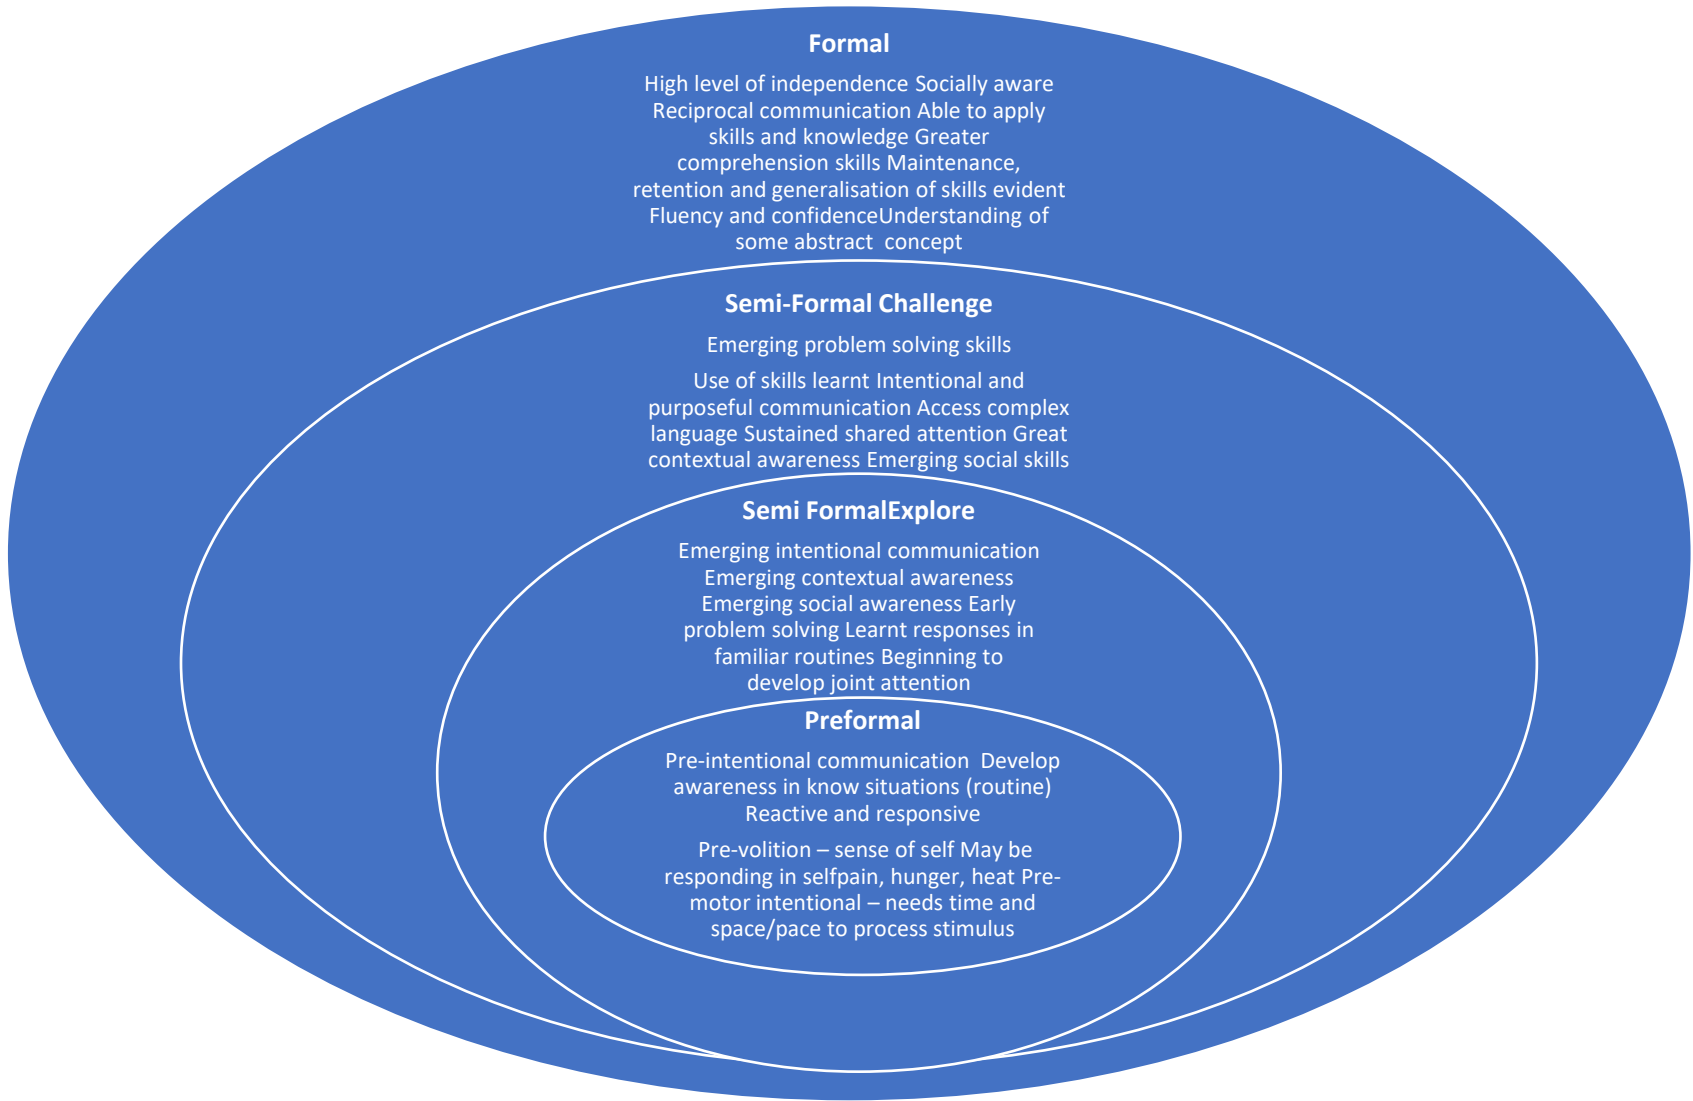 Formal
High level of independence Socially aware
Reciprocal communication Able to apply
skills and knowledge Greater
comprehension skills Maintenance,
retention and generalisation of skills evident
Fluency and confidenceUnderstanding of
some abstract  concept
Semi-Formal Challenge
Emerging problem solving skills
Use of skills learnt Intentional and
purposeful communication Access complex
language Sustained shared attention Great
contextual awareness Emerging social skills
Semi FormalExplore
Emerging intentional communication
Emerging contextual awareness
Emerging social awareness Early
problem solving Learnt responses in
familiar routines Beginning to
develop joint attention
Preformal
Pre-intentional communication  Develop
awareness in know situations (routine)
Reactive and responsive
Pre-volition – sense of self May be
responding in selfpain, hunger, heat Pre-
motor intentional – needs time and
space/pace to process stimulus